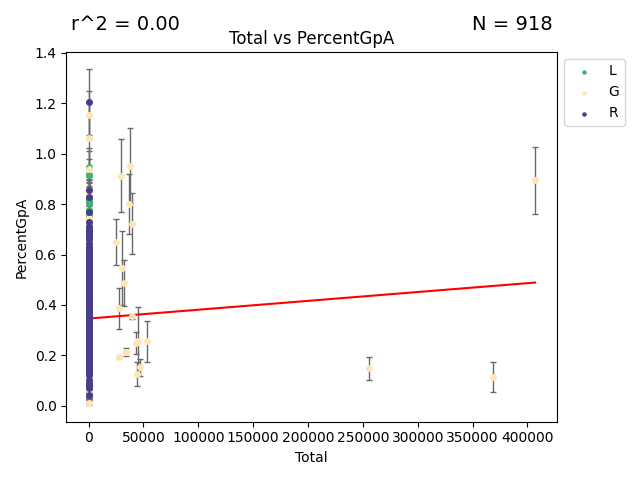 r^2 = 0.00
N = 918
Total vs PercentGpA
1.4
1.2
1.0
0.8
0.6
0.4
0.2
0.0
PercentGpA
0
50000
100000
150000
200000
250000
300000
350000
400000
Total
L
G
R